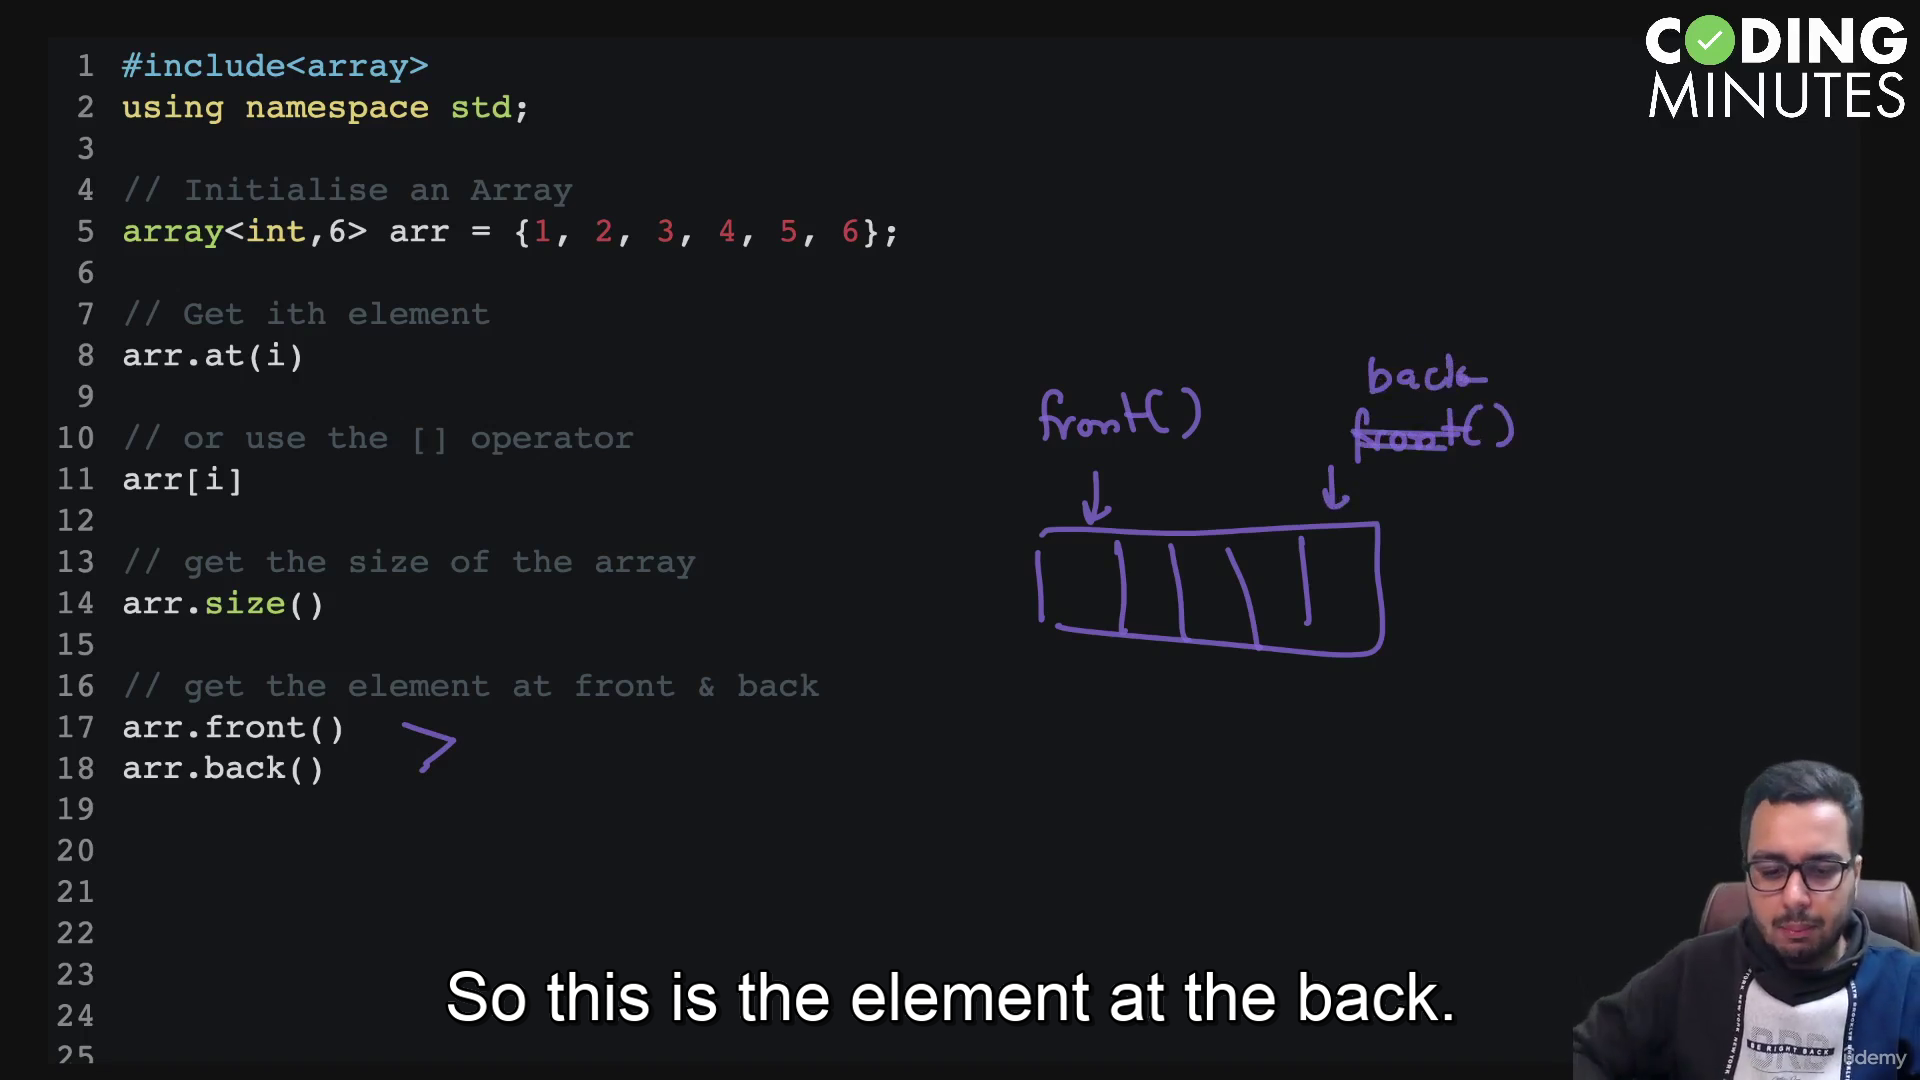 CODING
MINUTES
1 #include<array>
2 using namespace std;
3
4 // Initialise an Array
5 array<int,6> arr = {1, 2, 3, 4, 5, 6};
6
7 // Get ith element
8 arr.at(i)
9
10 // or use the [] operator
11 arr[i]
12
13 // get the size of the array
14 arr.size()
15
16 // get the element at front & back
17 arr.front()
18 arr.back()
19
20
21
22
23
24
25
back
front() front()
So this is the element at the back.
BE RIGHT BACK
udemy